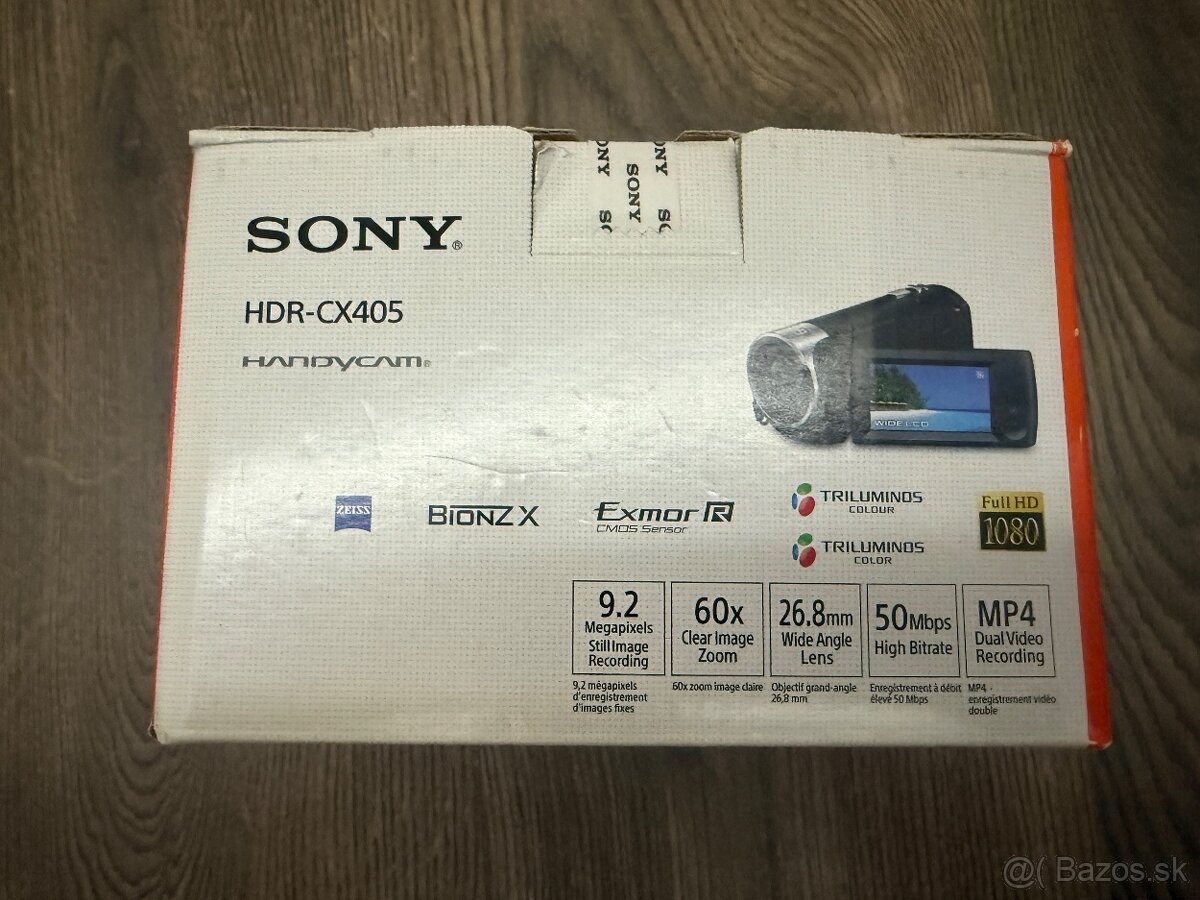 SONY
SONY
SONY
SONY®
HDR-CX405
HANDYCAM®
WIDE LCD
ZEISS
BIONZ X
Exmor R
CMOS Sensor
TRILUMINOS
COLOUR
TRILUMINOS
COLOR
Full HD
1080
9.2
Megapixels
Still Image
Recording
60x
Clear Image
Zoom
26.8mm
Wide Angle
Lens
50Mbps
High Bitrate
MP4
Dual Video
Recording
9,2 mégapixels
d'enregistrement
d'images fixes
60x zoom image claire
Objectif grand-angle
26,8 mm
Enregistrement à débit
élevé 50 Mbps
MP4 -
enregistrement vidéo
double
@( Bazos.sk